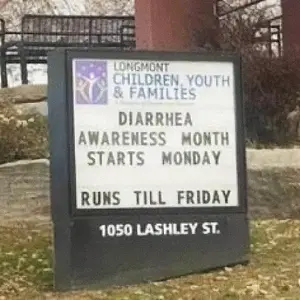 LONGMONT
CHILDREN, YOUTH
& FAMILIES
DIARRHEA
AWARENESS MONTH
STARTS MONDAY
RUNS TILL FRIDAY
1050 LASHLEY ST.